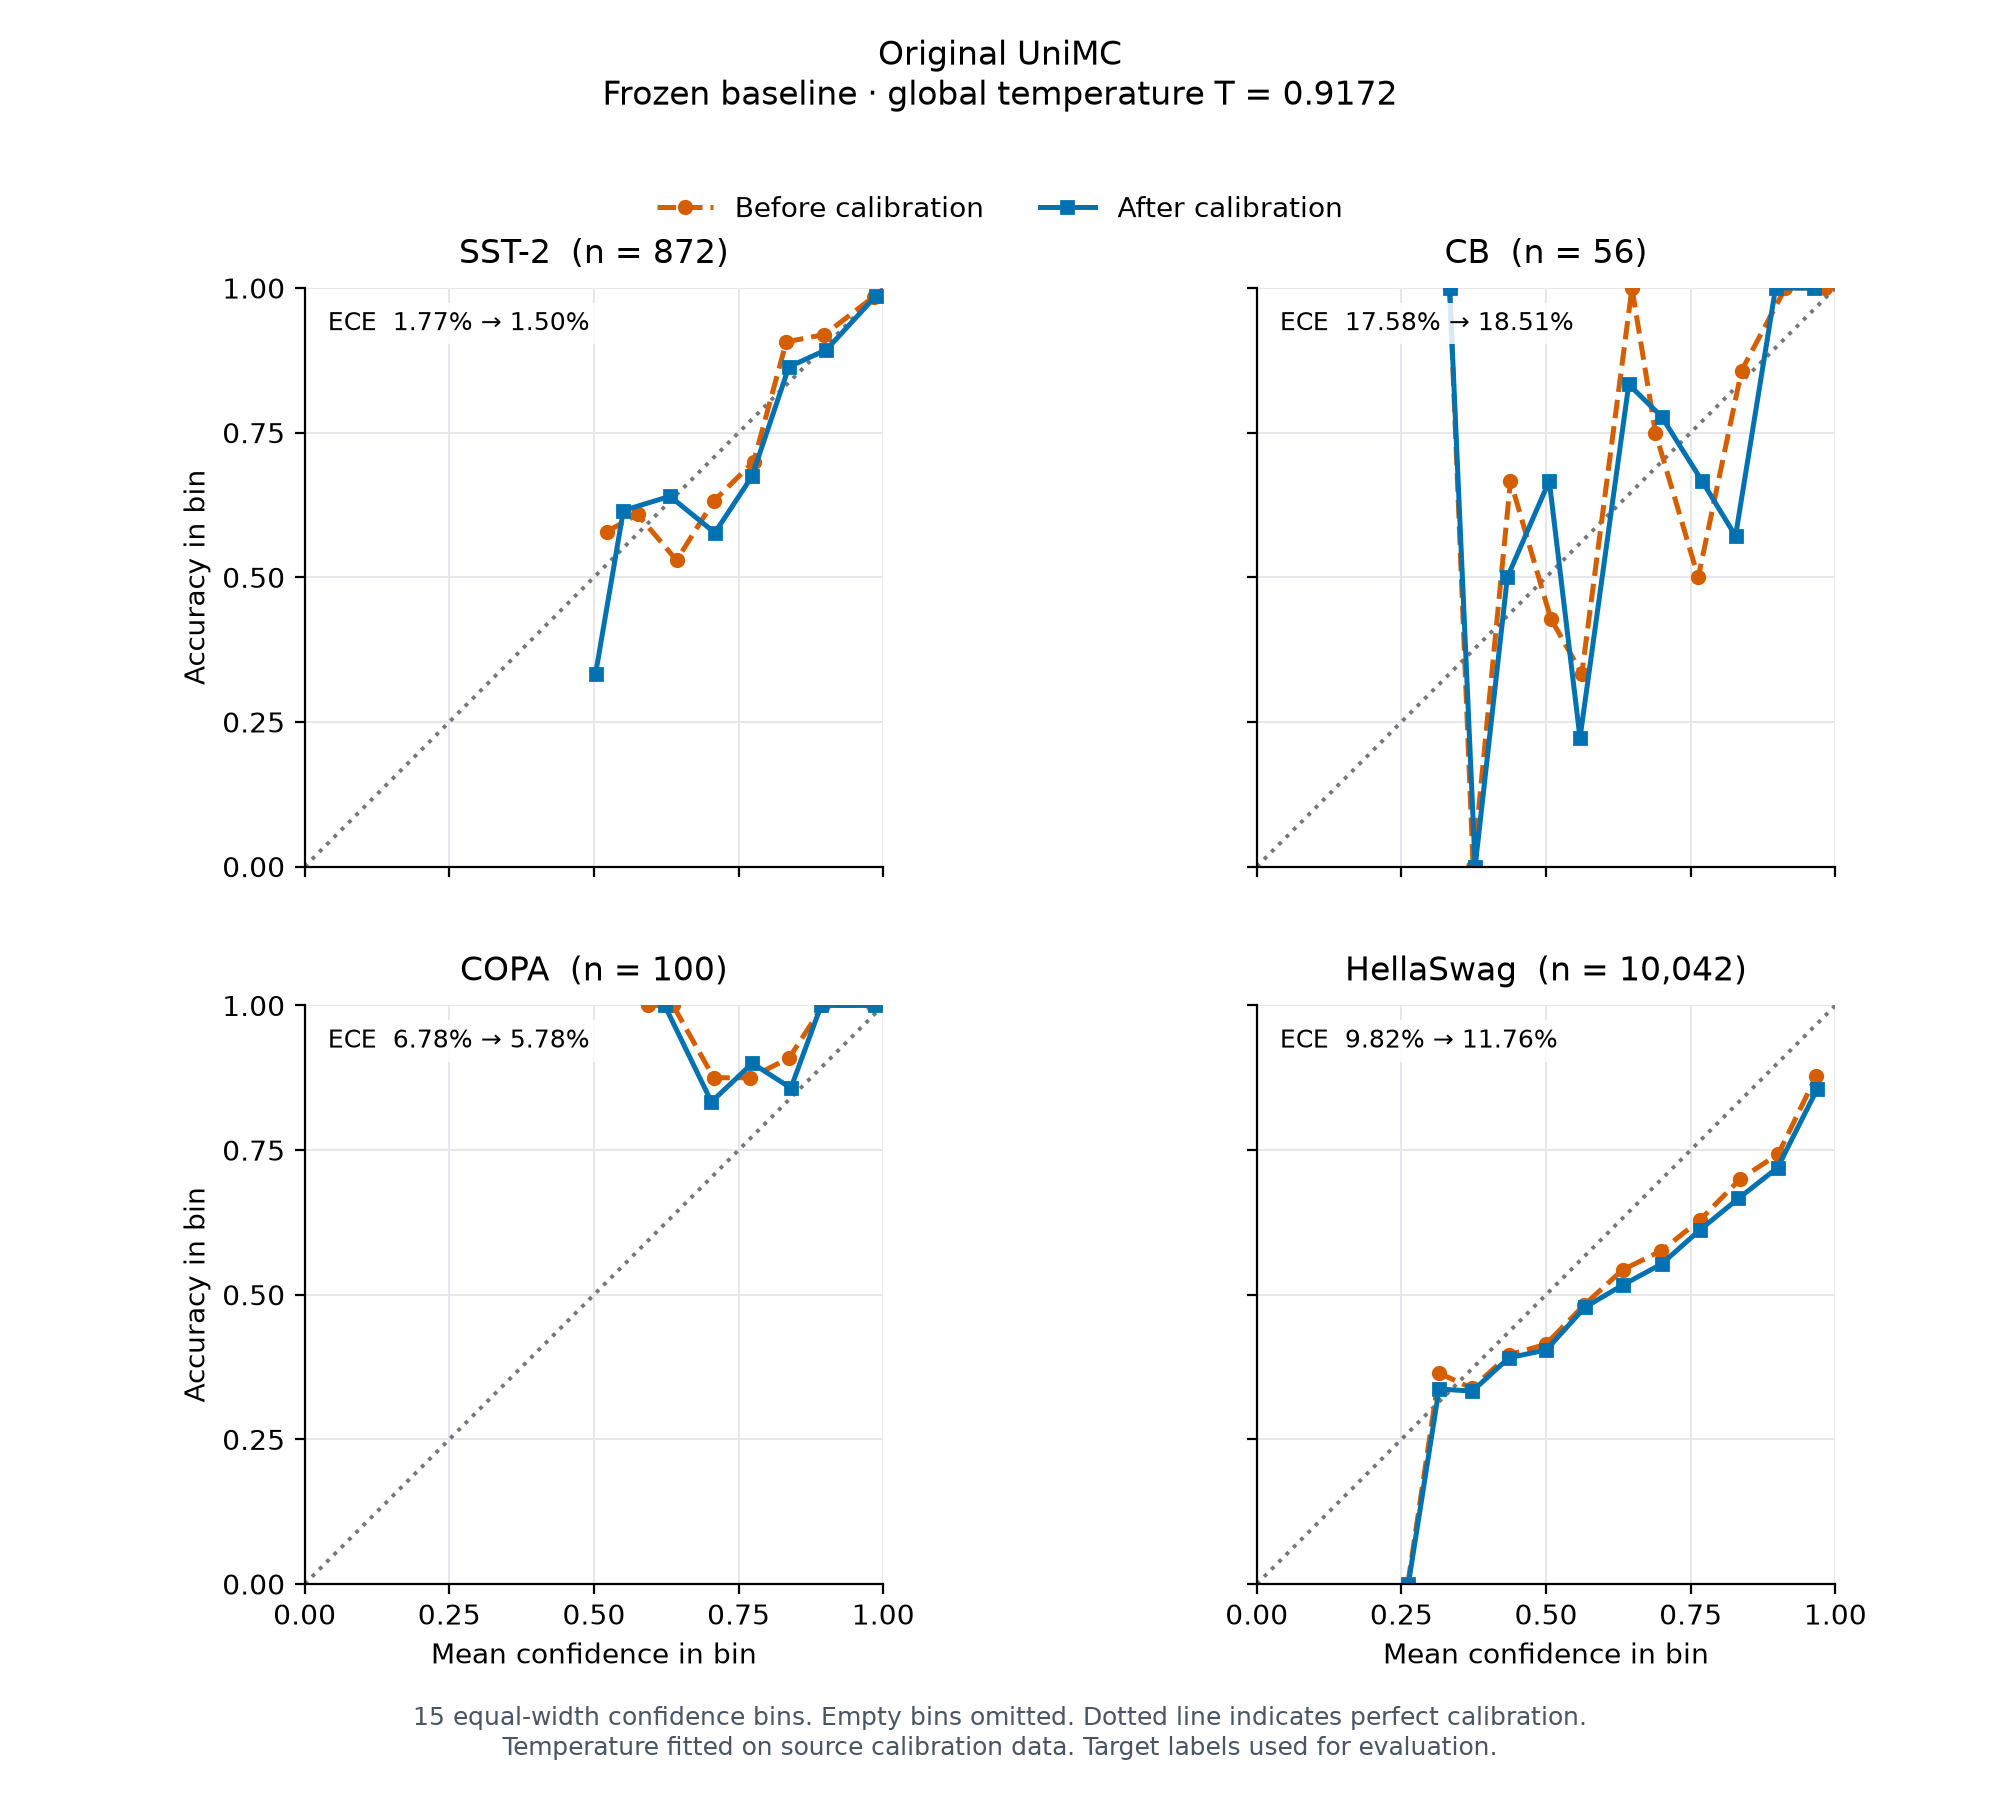 Original UniMC
Frozen baseline · global temperature T = 0.9172
Before calibration
After calibration
SST-2 (n = 872)
ECE 1.77% → 1.50%
1.00
0.75
0.50
0.25
0.00
Accuracy in bin
CB (n = 56)
ECE 17.58% → 18.51%
COPA (n = 100)
ECE 6.78% → 5.78%
1.00
0.75
0.50
0.25
0.00
Accuracy in bin
0.00 0.25 0.50 0.75 1.00
Mean confidence in bin
HellaSwag (n = 10,042)
ECE 9.82% → 11.76%
0.00 0.25 0.50 0.75 1.00
Mean confidence in bin
15 equal-width confidence bins. Empty bins omitted. Dotted line indicates perfect calibration.
Temperature fitted on source calibration data. Target labels used for evaluation.